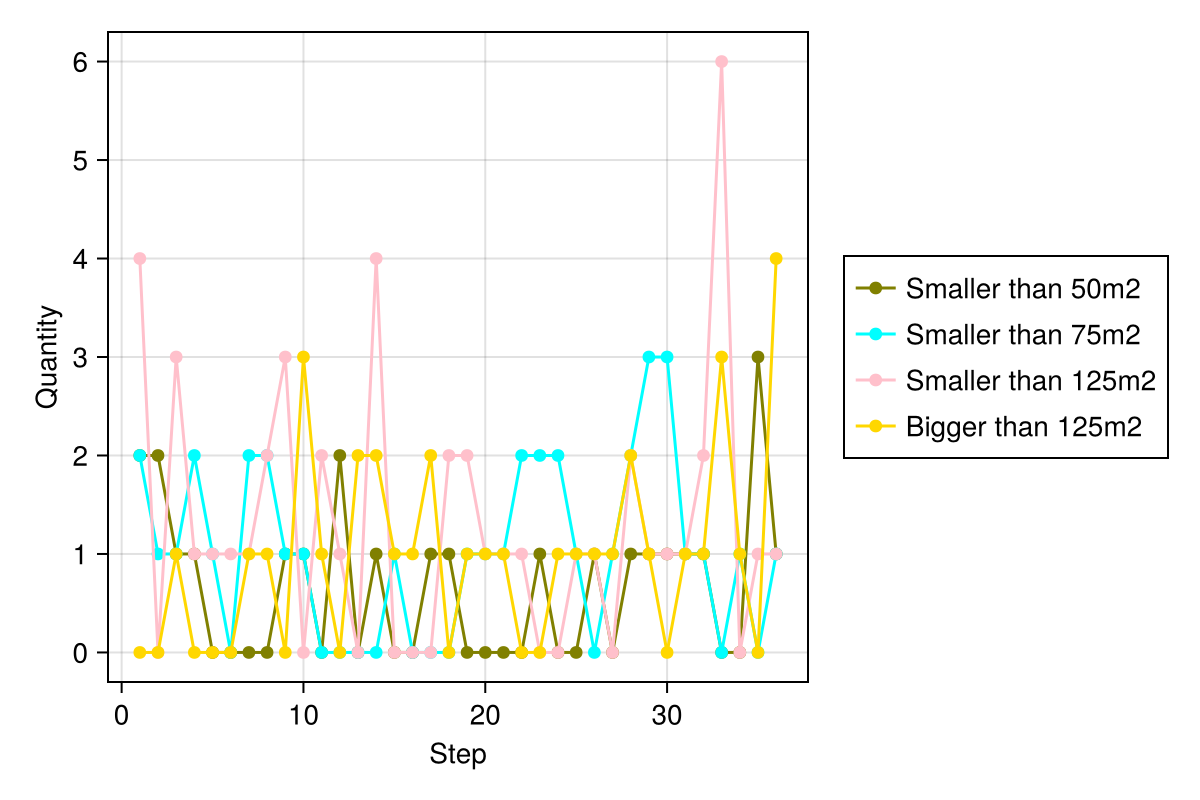 6
5
4
3
2
1
0
Quantity
0 10 20 30
Step
Smaller than 50m2
Smaller than 75m2
Smaller than 125m2
Bigger than 125m2